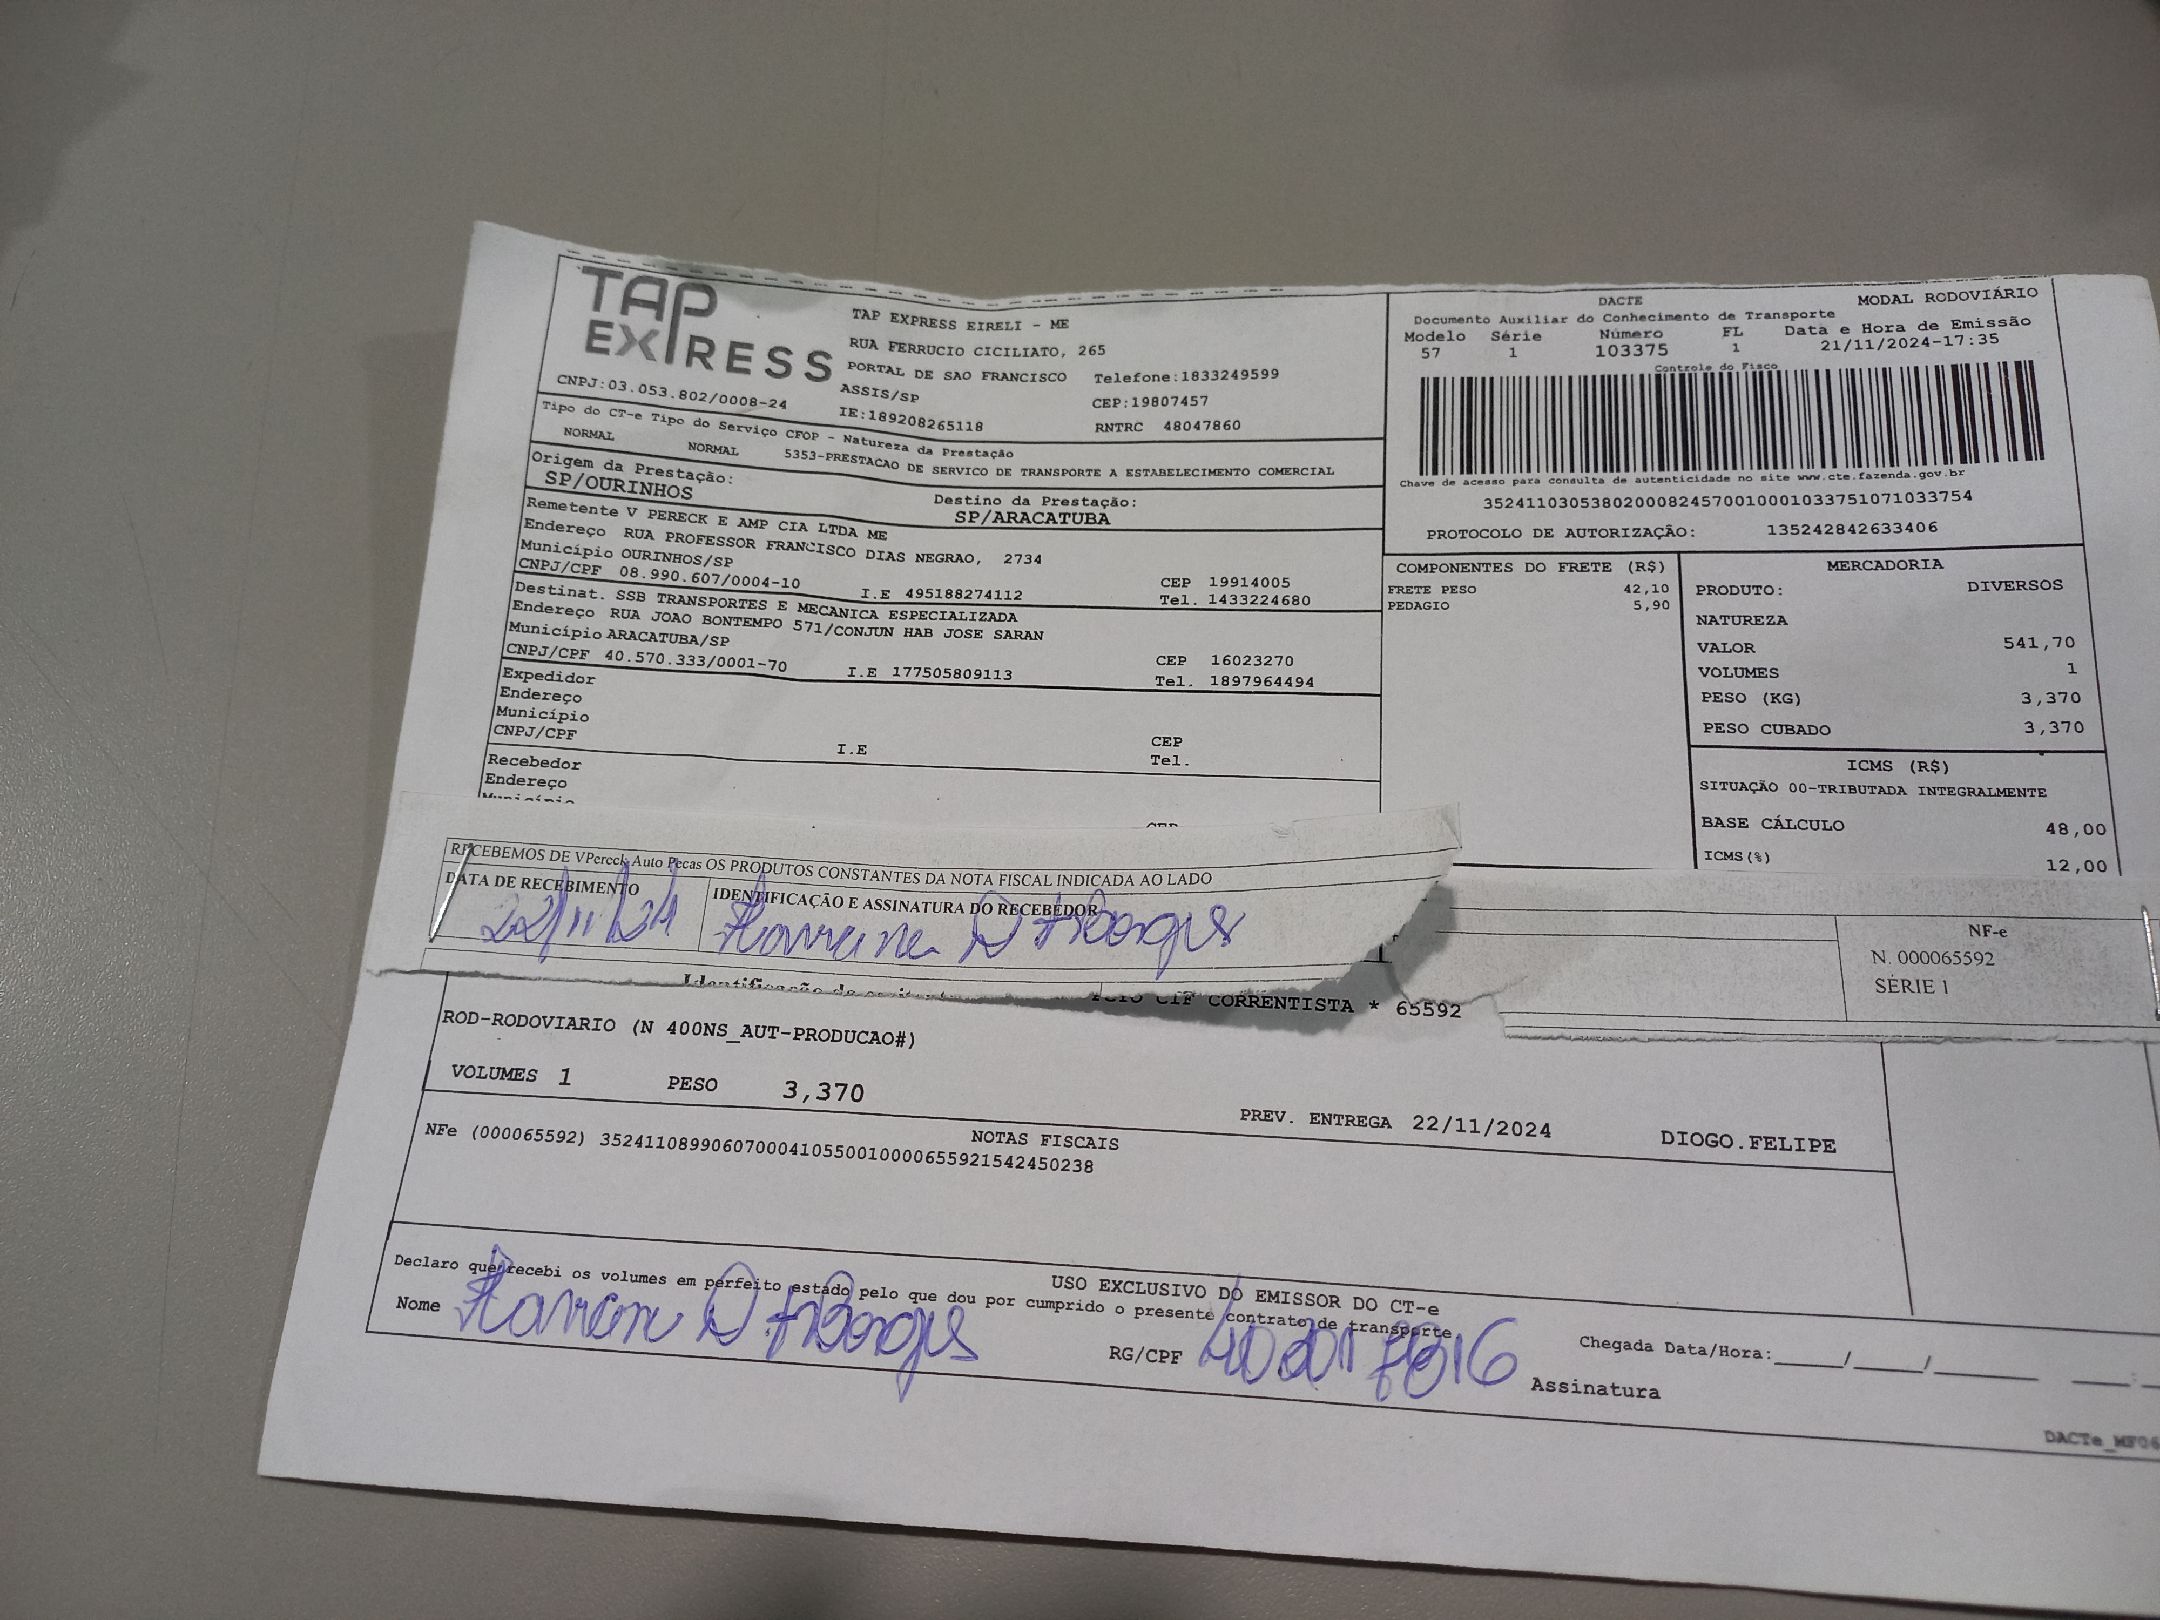 TAP
EXPRESS
TAP EXPRESS EIRELI - ME
RUA FERRUCIO CICILIATO, 265
PORTAL DE SAO FRANCISCO Telefone:1833249599
ASSIS/SP CEP:19807457
CNPJ:03.053.802/0008-24 IE:189208265118 RNTRC 48047860
Tipo do CT-e Tipo do Serviço CFOP - Natureza da Prestação
NORMAL NORMAL 5353-PRESTACAO DE SERVICO DE TRANSPORTE A ESTABELECIMENTO COMERCIAL
Origem da Prestação: Destino da Prestação:
SP/OURINHOS SP/ARACATUBA
Remetente V PERECK E AMP CIA LTDA ME
Endereço RUA PROFESSOR FRANCISCO DIAS NEGRAO, 2734
Município OURINHOS/SP CEP 19914005
CNPJ/CPF 08.990.607/0004-10 I.E 495188274112 Tel. 1433224680
Destinat. SSB TRANSPORTES E MECANICA ESPECIALIZADA
Endereço RUA JOAO BONTEMPO 571/CONJUN HAB JOSE SARAN
Município ARACATUBA/SP CEP 16023270
CNPJ/CPF 40.570.333/0001-70 I.E 177505809113 Tel. 1897964494
Expedidor
Endereço
Município CEP
CNPJ/CPF I.E Tel.
Recebedor
Endereço
Município
CEP
DACTE MODAL RODOVIÁRIO
Documento Auxiliar do Conhecimento de Transporte
Modelo Série Número FL Data e Hora de Emissão
57 1 103375 1 21/11/2024-17:35
Controle do Fisco
Chave de acesso para consulta de autenticidade no site www.cte.fazenda.gov.br
35241103053802000824570010001033751071033754
PROTOCOLO DE AUTORIZAÇÃO: 135242842633406
COMPONENTES DO FRETE (R$)
FRETE PESO 42,10
PEDAGIO 5,90
MERCADORIA
PRODUTO: DIVERSOS
NATUREZA
VALOR 541,70
VOLUMES 1
PESO (KG) 3,370
PESO CUBADO 3,370
ICMS (R$)
SITUAÇÃO 00-TRIBUTADA INTEGRALMENTE
BASE CÁLCULO 48,00
ICMS(%) 12,00
RECEBEMOS DE VPereck Auto Pecas OS PRODUTOS CONSTANTES DA NOTA FISCAL INDICADA AO LADO
DATA DE RECEBIMENTO IDENTIFICAÇÃO E ASSINATURA DO RECEBEDOR
22/11/24
NF-e
N. 000065592
SÉRIE 1
CIF CORRENTISTA * 65592
ROD-RODOVIARIO (N 400NS_AUT-PRODUCAO#)
VOLUMES 1 PESO 3,370 PREV. ENTREGA 22/11/2024 DIOGO.FELIPE
NOTAS FISCAIS
NFe (000065592) 35241108990607000410550010000655921542450238
USO EXCLUSIVO DO EMISSOR DO CT-e
Declaro que recebi os volumes em perfeito estado pelo que dou por cumprido o presente contrato de transporte
Nome RG/CPF Assinatura Chegada Data/Hora:____/____/_____ ___:
DACTe_MF06